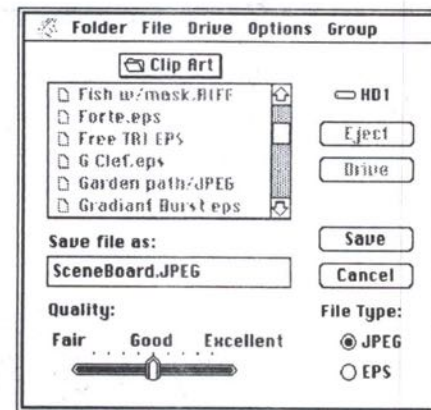 Folder File Drive Options Group
Clip Art
Fish w/mask.RIFF
Forte.eps
Free TRI EPS
G Clef.eps
Garden path/JPEG
Gradiant Burst eps
HD1
Eject
Drive
Save file as:
SceneBoard.JPEG
Save
Cancel
Quality:
Fair Good Excellent
File Type:
JPEG
EPS